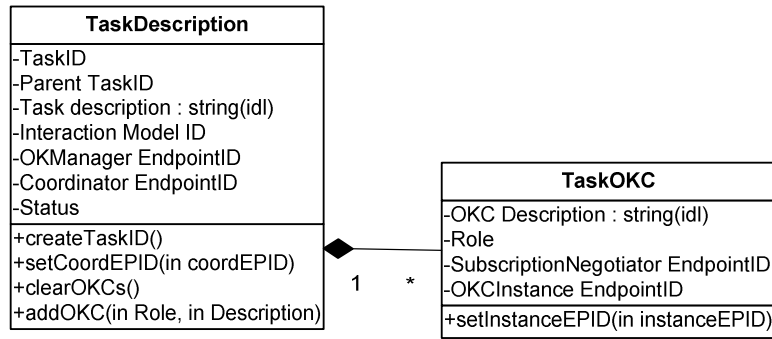 TaskDescription
-TaskID
-Parent TaskID
-Task description : string(idl)
-Interaction Model ID
-OKManager EndpointID
-Coordinator EndpointID
-Status
+createTaskID()
+setCoordEPID(in coordEPID)
+clearOKCs()
+addOKC(in Role, in Description)
1
*
TaskOKC
-OKC Description : string(idl)
-Role
-SubscriptionNegotiator EndpointID
-OKCInstance EndpointID
+setInstanceEPID(in instanceEPID)